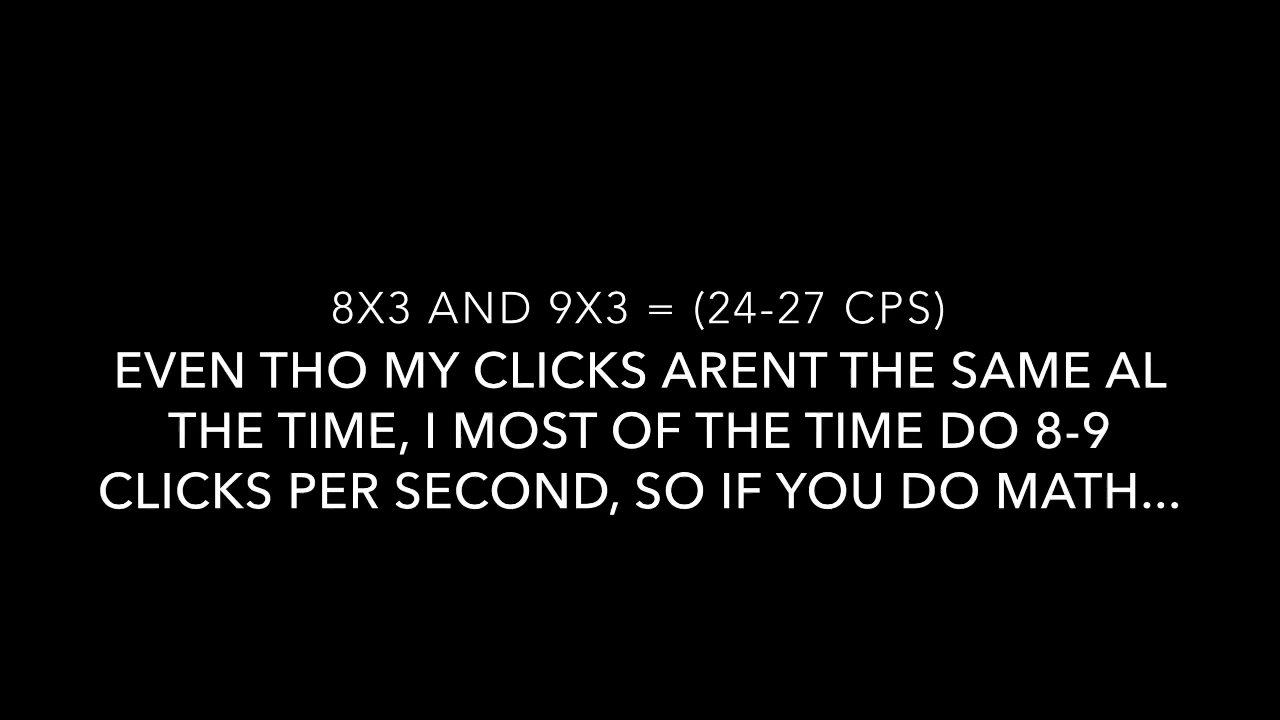 8X3 AND 9X3 = (24-27 CPS)
EVEN THO MY CLICKS ARENT THE SAME AL
THE TIME, I MOST OF THE TIME DO 8-9
CLICKS PER SECOND, SO IF YOU DO MATH...